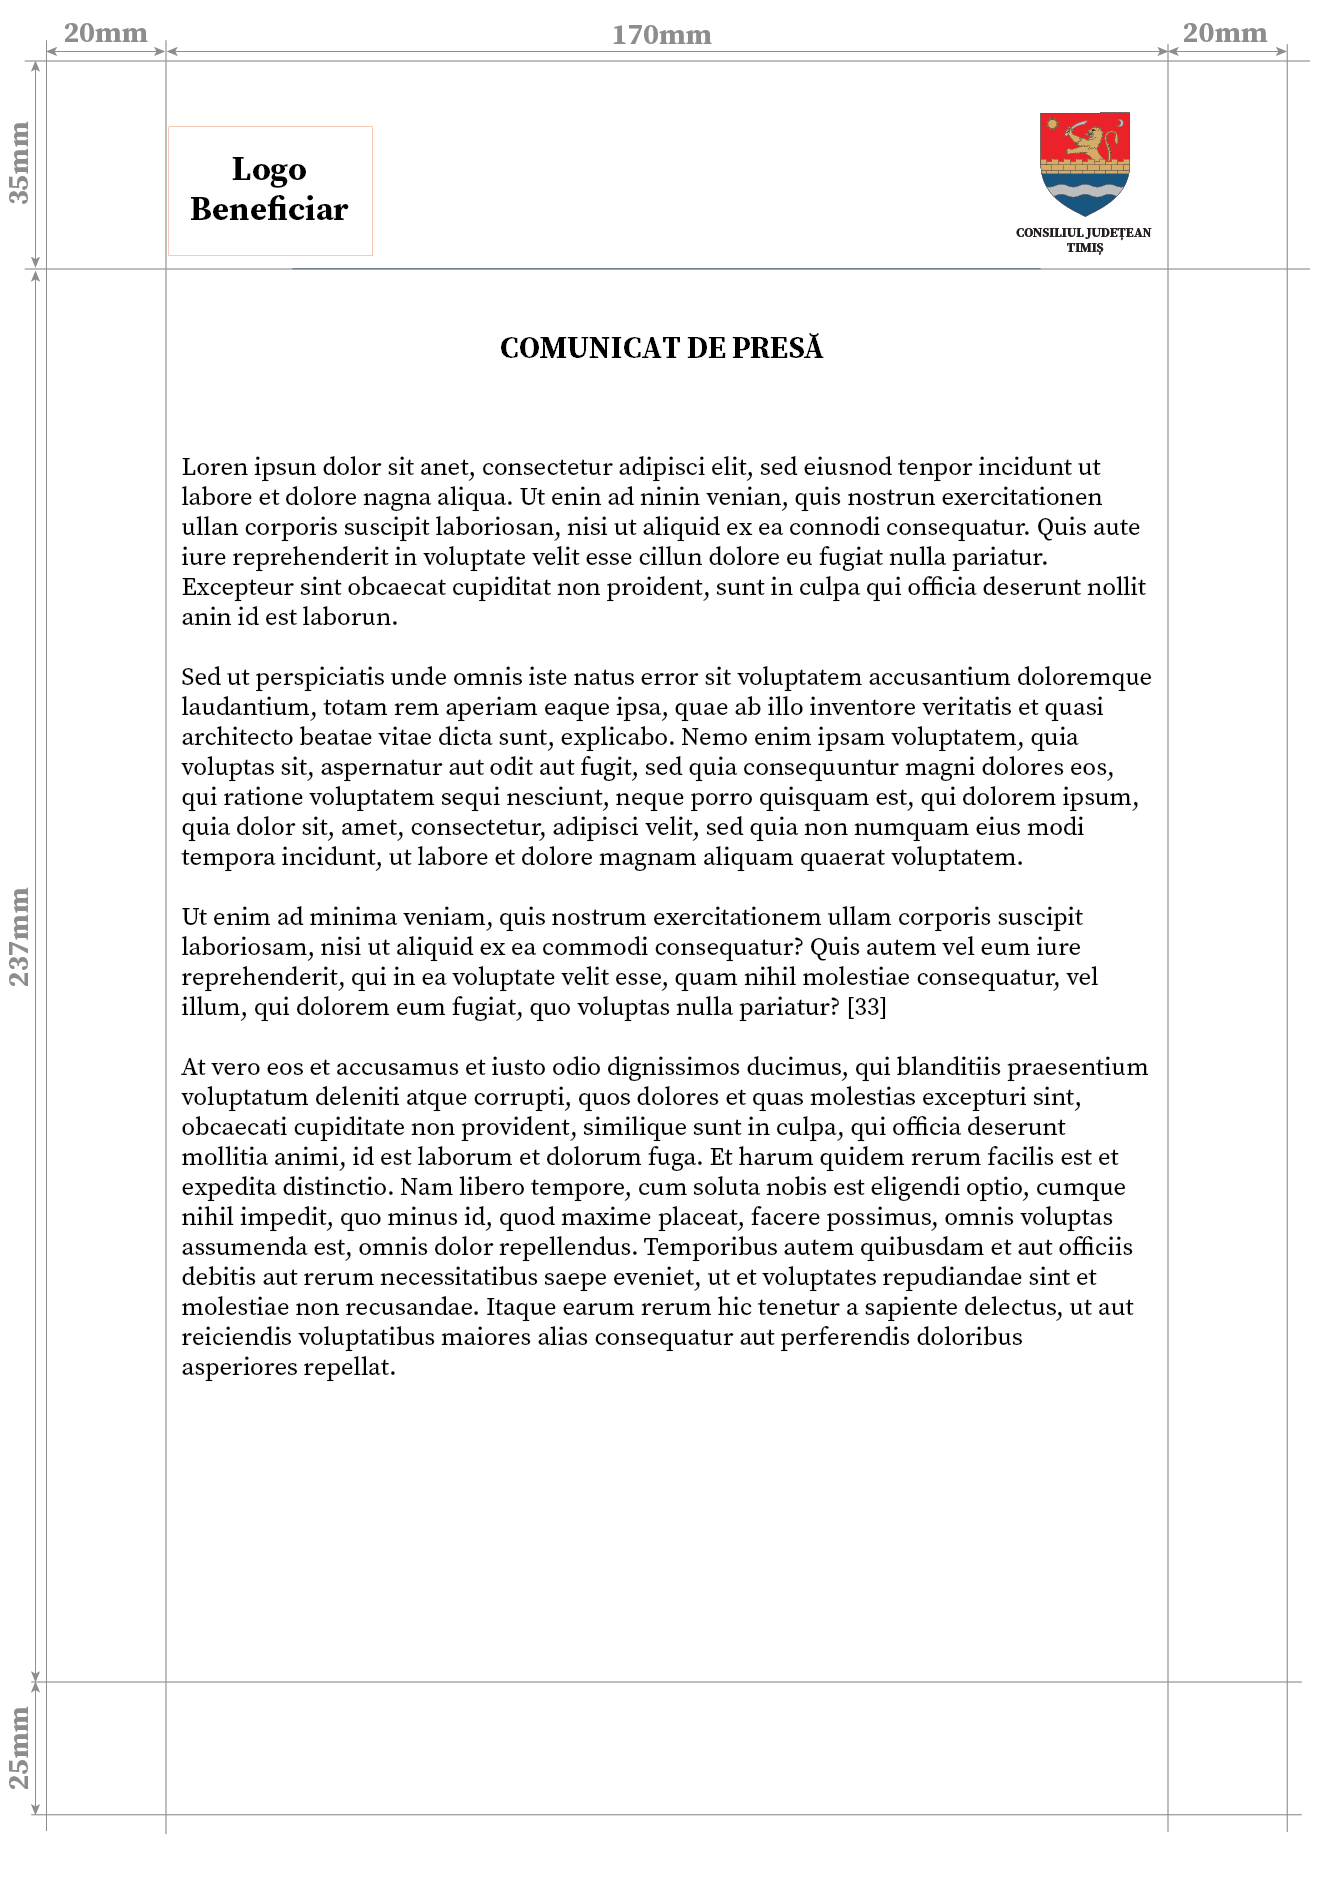 20mm
170mm
20mm
35mm
Logo
Beneficiar
CONSILIUL JUDEȚEAN
TIMIȘ
COMUNICAT DE PRESĂ
Loren ipsun dolor sit anet, consectetur adipisci elit, sed eiusnod tenpor incidunt ut
labore et dolore nagna aliqua. Ut enin ad ninin venian, quis nostrun exercitationen
ullan corporis suscipit laboriosan, nisi ut aliquid ex ea connodi consequatur. Quis aute
iure reprehenderit in voluptate velit esse cillun dolore eu fugiat nulla pariatur.
Excepteur sint obcaecat cupiditat non proident, sunt in culpa qui officia deserunt nollit
anin id est laborun.
Sed ut perspiciatis unde omnis iste natus error sit voluptatem accusantium doloremque
laudantium, totam rem aperiam eaque ipsa, quae ab illo inventore veritatis et quasi
architecto beatae vitae dicta sunt, explicabo. Nemo enim ipsam voluptatem, quia
voluptas sit, aspernatur aut odit aut fugit, sed quia consequuntur magni dolores eos,
qui ratione voluptatem sequi nesciunt, neque porro quisquam est, qui dolorem ipsum,
quia dolor sit, amet, consectetur, adipisci velit, sed quia non numquam eius modi
tempora incidunt, ut labore et dolore magnam aliquam quaerat voluptatem.
237mm
Ut enim ad minima veniam, quis nostrum exercitationem ullam corporis suscipit
laboriosam, nisi ut aliquid ex ea commodi consequatur? Quis autem vel eum iure
reprehenderit, qui in ea voluptate velit esse, quam nihil molestiae consequatur, vel
illum, qui dolorem eum fugiat, quo voluptas nulla pariatur? [33]
At vero eos et accusamus et iusto odio dignissimos ducimus, qui blanditiis praesentium
voluptatum deleniti atque corrupti, quos dolores et quas molestias excepturi sint,
obcaecati cupiditate non provident, similique sunt in culpa, qui officia deserunt
mollitia animi, id est laborum et dolorum fuga. Et harum quidem rerum facilis est et
expedita distinctio. Nam libero tempore, cum soluta nobis est eligendi optio, cumque
nihil impedit, quo minus id, quod maxime placeat, facere possimus, omnis voluptas
assumenda est, omnis dolor repellendus. Temporibus autem quibusdam et aut officiis
debitis aut rerum necessitatibus saepe eveniet, ut et voluptates repudiandae sint et
molestiae non recusandae. Itaque earum rerum hic tenetur a sapiente delectus, ut aut
reiciendis voluptatibus maiores alias consequatur aut perferendis doloribus
asperiores repellat.
25mm